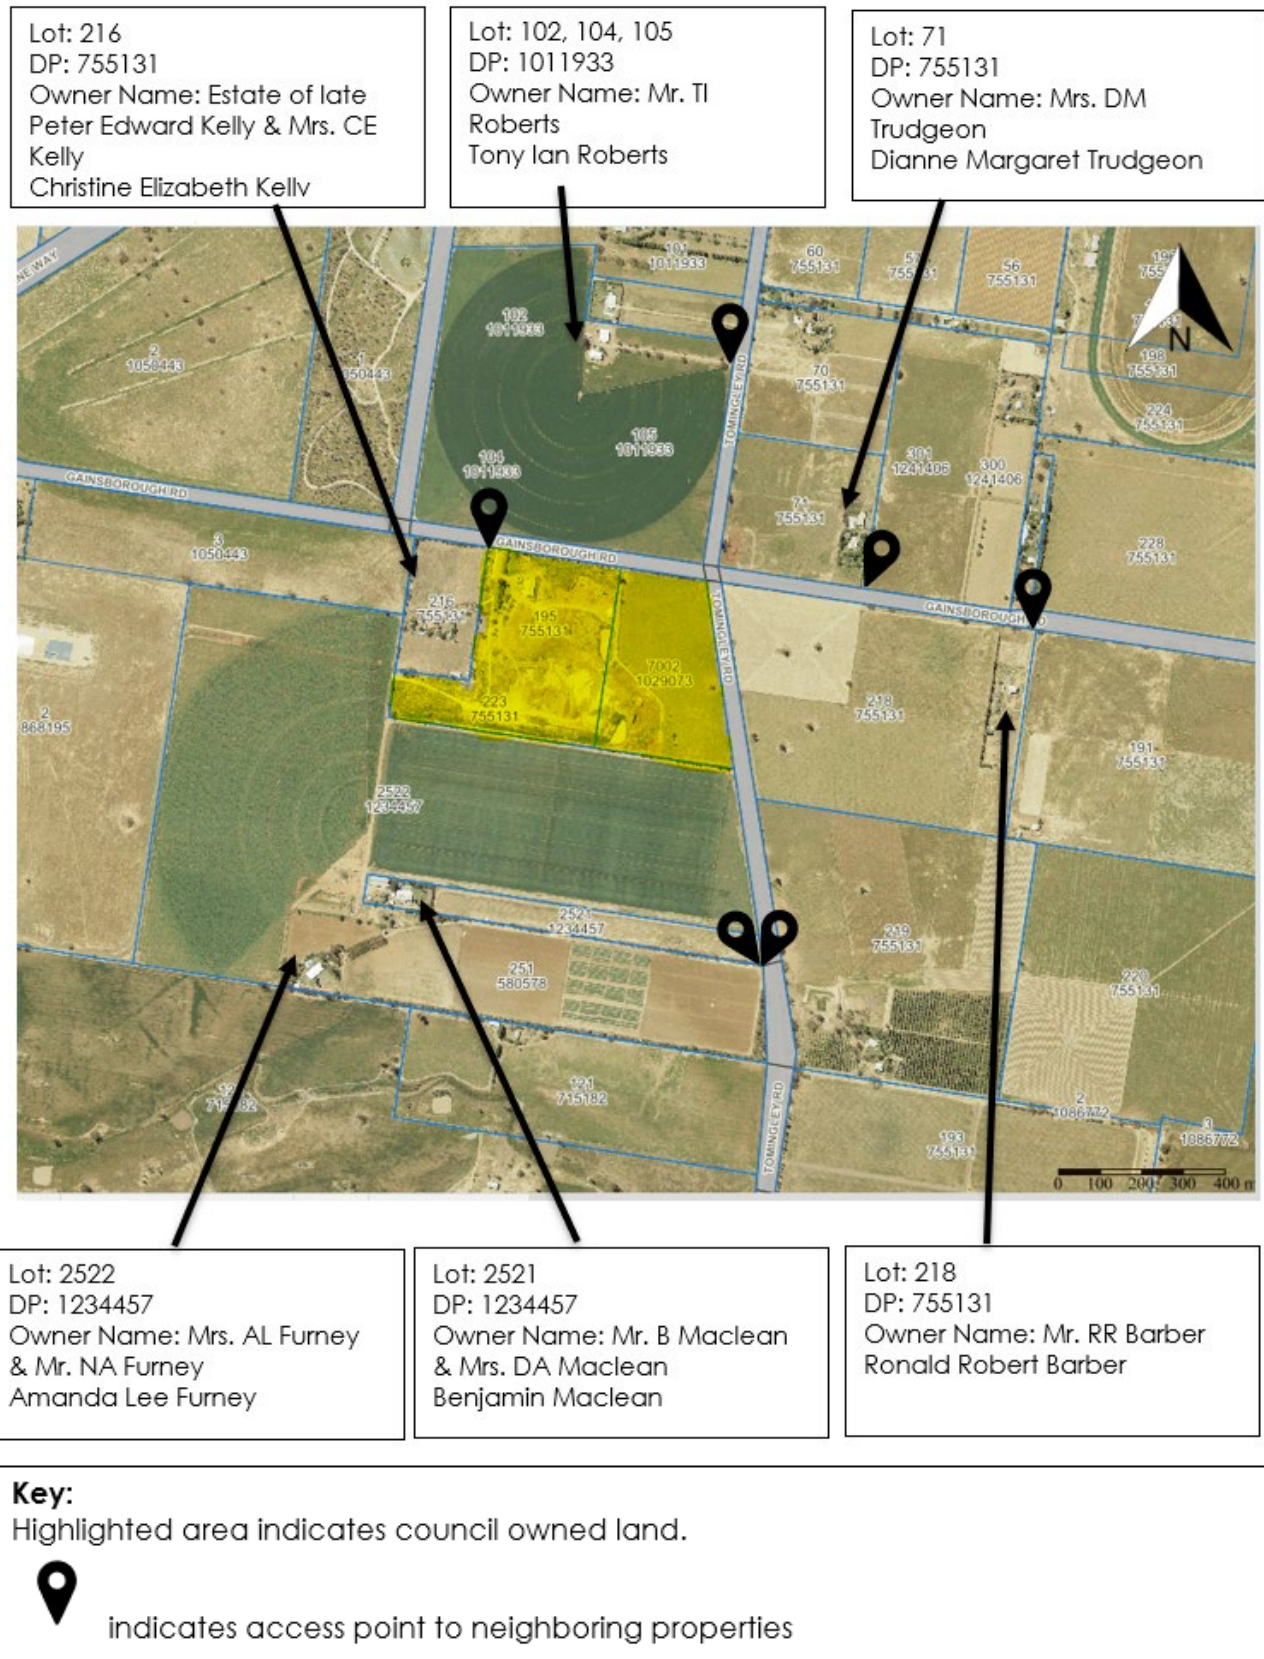 Lot: 216
DP: 755131
Owner Name: Estate of late
Peter Edward Kelly & Mrs. CE
Kelly
Christine Elizabeth Kelly
Lot: 102, 104, 105
DP: 1011933
Owner Name: Mr. TI
Roberts
Tony Ian Roberts
Lot: 71
DP: 755131
Owner Name: Mrs. DM
Trudgeon
Dianne Margaret Trudgeon
NE WAY
101
1011933
60
755131
57
56
755131
N
102
1011933
2
1050443
1
70
755131
198
755131
224
755131
TOMINGLEY RD
105
1011933
104
1011933
301
1241406
300
1241406
71
755131
GAINSBOROUGH RD
3
1050443
GAINSBOROUGH RD
228
755131
216
755131
195
755131
TOMINGLEY RD
GAINSBOROUGH RD
7002
1029073
223
755131
218
755131
2
868195
191
755131
2522
1234457
2521
1234457
219
755131
251
580578
220
755131
121
715182
2
1086772
3
1086772
193
755131
TOMINGLEY RD
0 100 200 300 400 m
Lot: 2522
DP: 1234457
Owner Name: Mrs. AL Furney
& Mr. NA Furney
Amanda Lee Furney
Lot: 2521
DP: 1234457
Owner Name: Mr. B Maclean
& Mrs. DA Maclean
Benjamin Maclean
Lot: 218
DP: 755131
Owner Name: Mr. RR Barber
Ronald Robert Barber
Key:
Highlighted area indicates council owned land.
indicates access point to neighboring properties